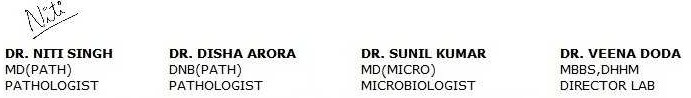 Niti
DR. NITI SINGH DR. DISHA ARORA DR. SUNIL KUMAR DR. VEENA DODA
MD(PATH) DNB(PATH) MD(MICRO) MBBS,DHHM
PATHOLOGIST PATHOLOGIST MICROBIOLOGIST DIRECTOR LAB